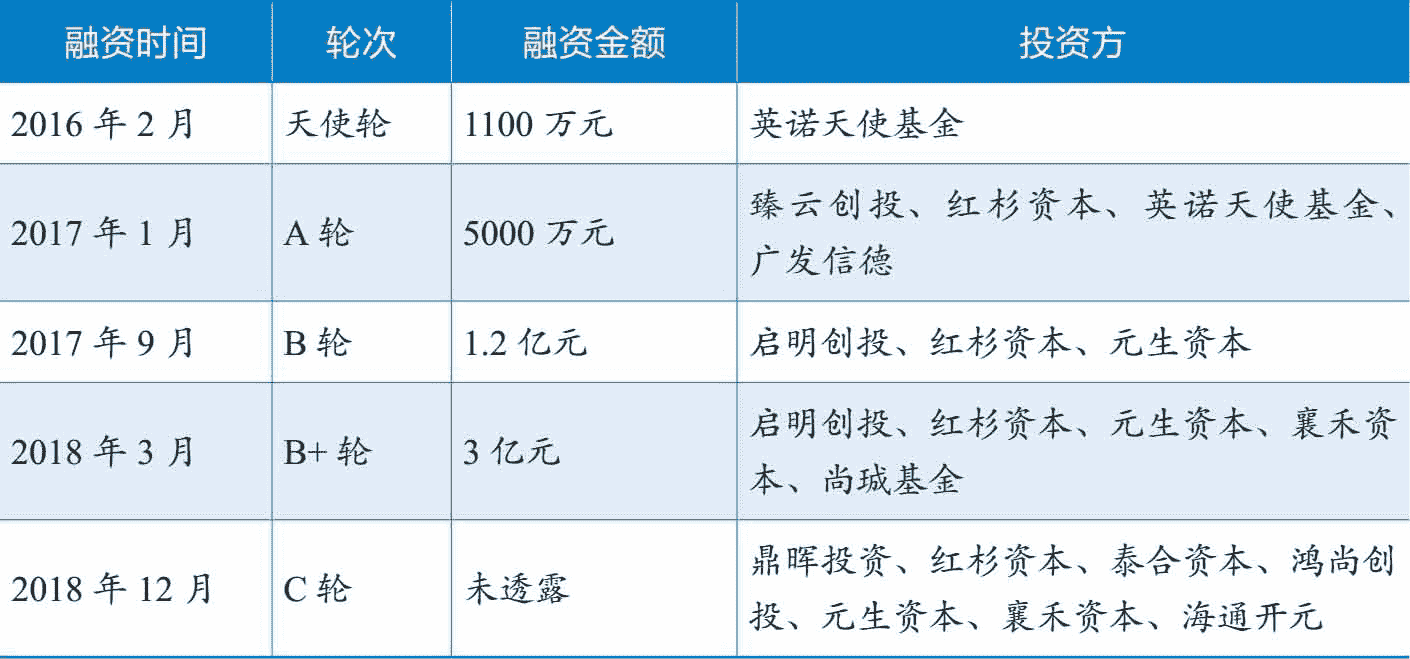 融资时间 轮次 融资金额 投资方
2016 年 2 月 天使轮 1100 万元 英诺天使基金
2017 年 1 月 A 轮 5000 万元 臻云创投、红杉资本、英诺天使基金、
广发信德
2017 年 9 月 B 轮 1.2 亿元 启明创投、红杉资本、元生资本
2018 年 3 月 B+ 轮 3 亿元 启明创投、红杉资本、元生资本、襄禾资
本、尚珹基金
2018 年 12 月 C 轮 未透露 鼎晖投资、红杉资本、泰合资本、鸿尚创
投、元生资本、襄禾资本、海通开元